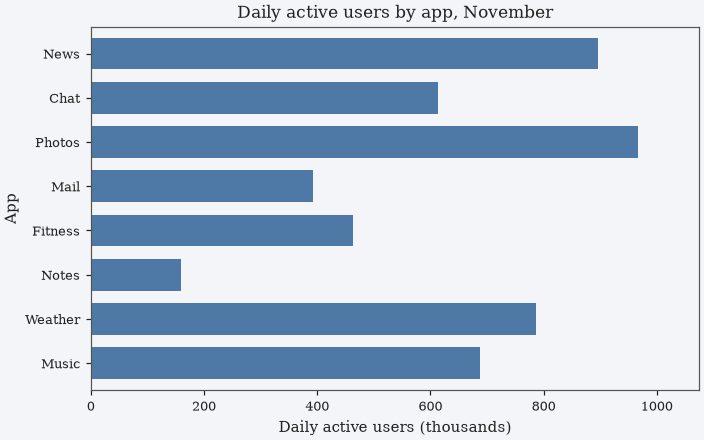 Daily active users by app, November
News
Chat
Photos
Mail
Fitness
Notes
Weather
Music
App
0 200 400 600 800 1000
Daily active users (thousands)